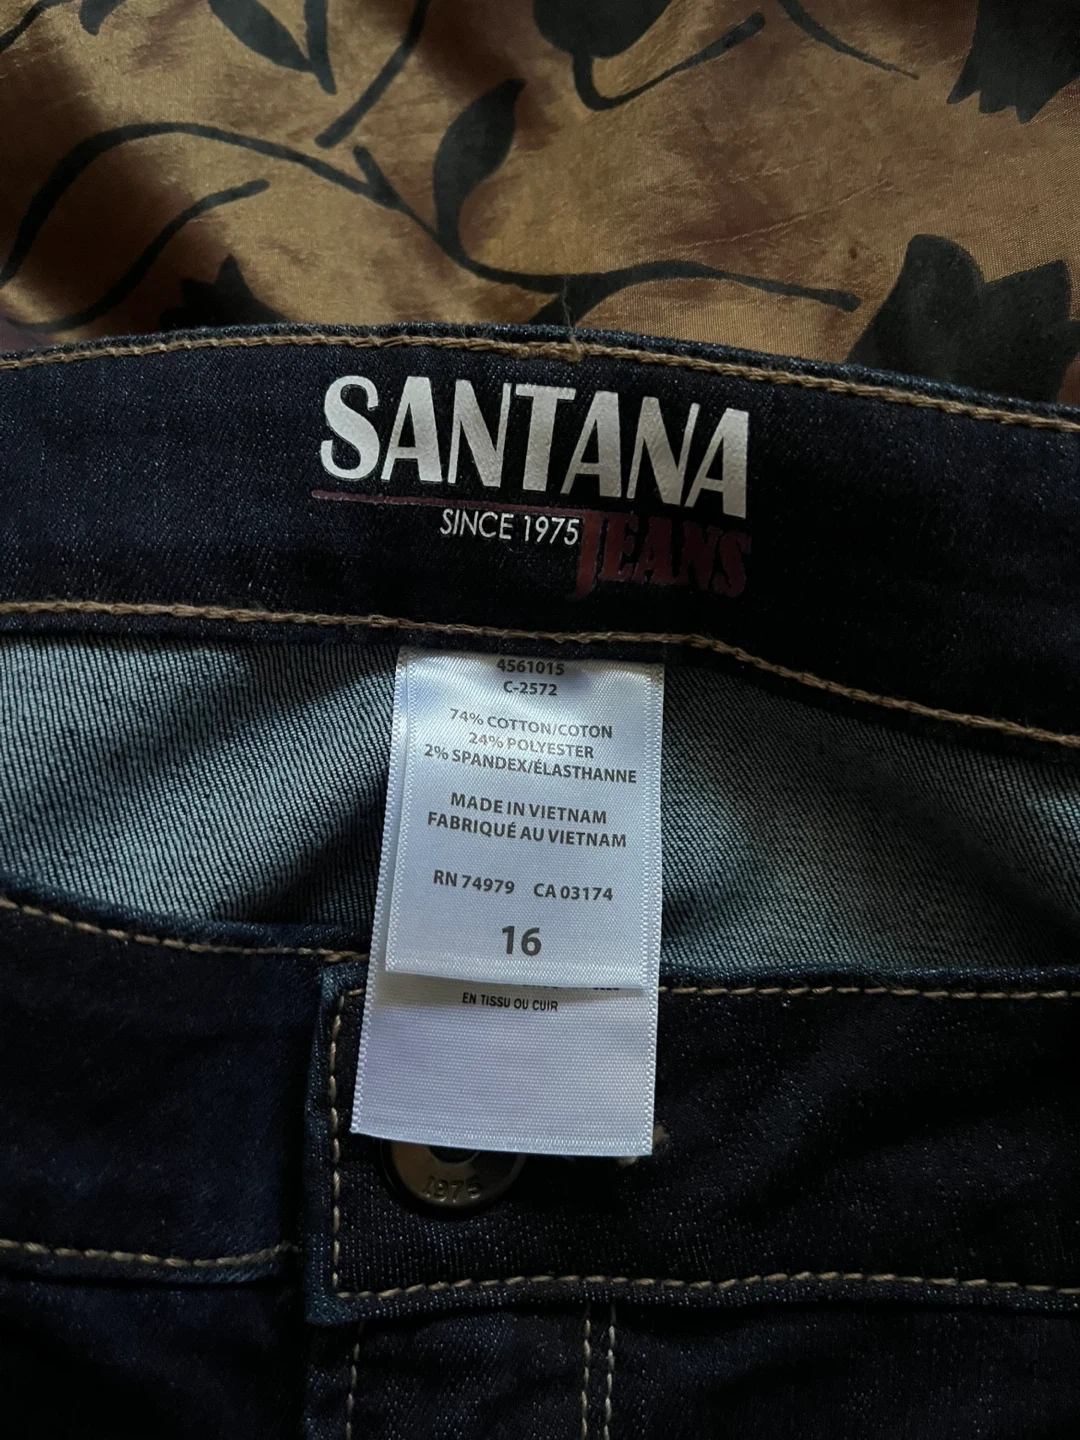 SANTANA
SINCE 1975 JEANS
4561015
C-2572
74% COTTON/COTON
24% POLYESTER
2% SPANDEX/ÉLASTHANNE
MADE IN VIETNAM
FABRIQUÉ AU VIETNAM
RN 74979 CA 03174
16
EN TISSU OU CUIR
1975